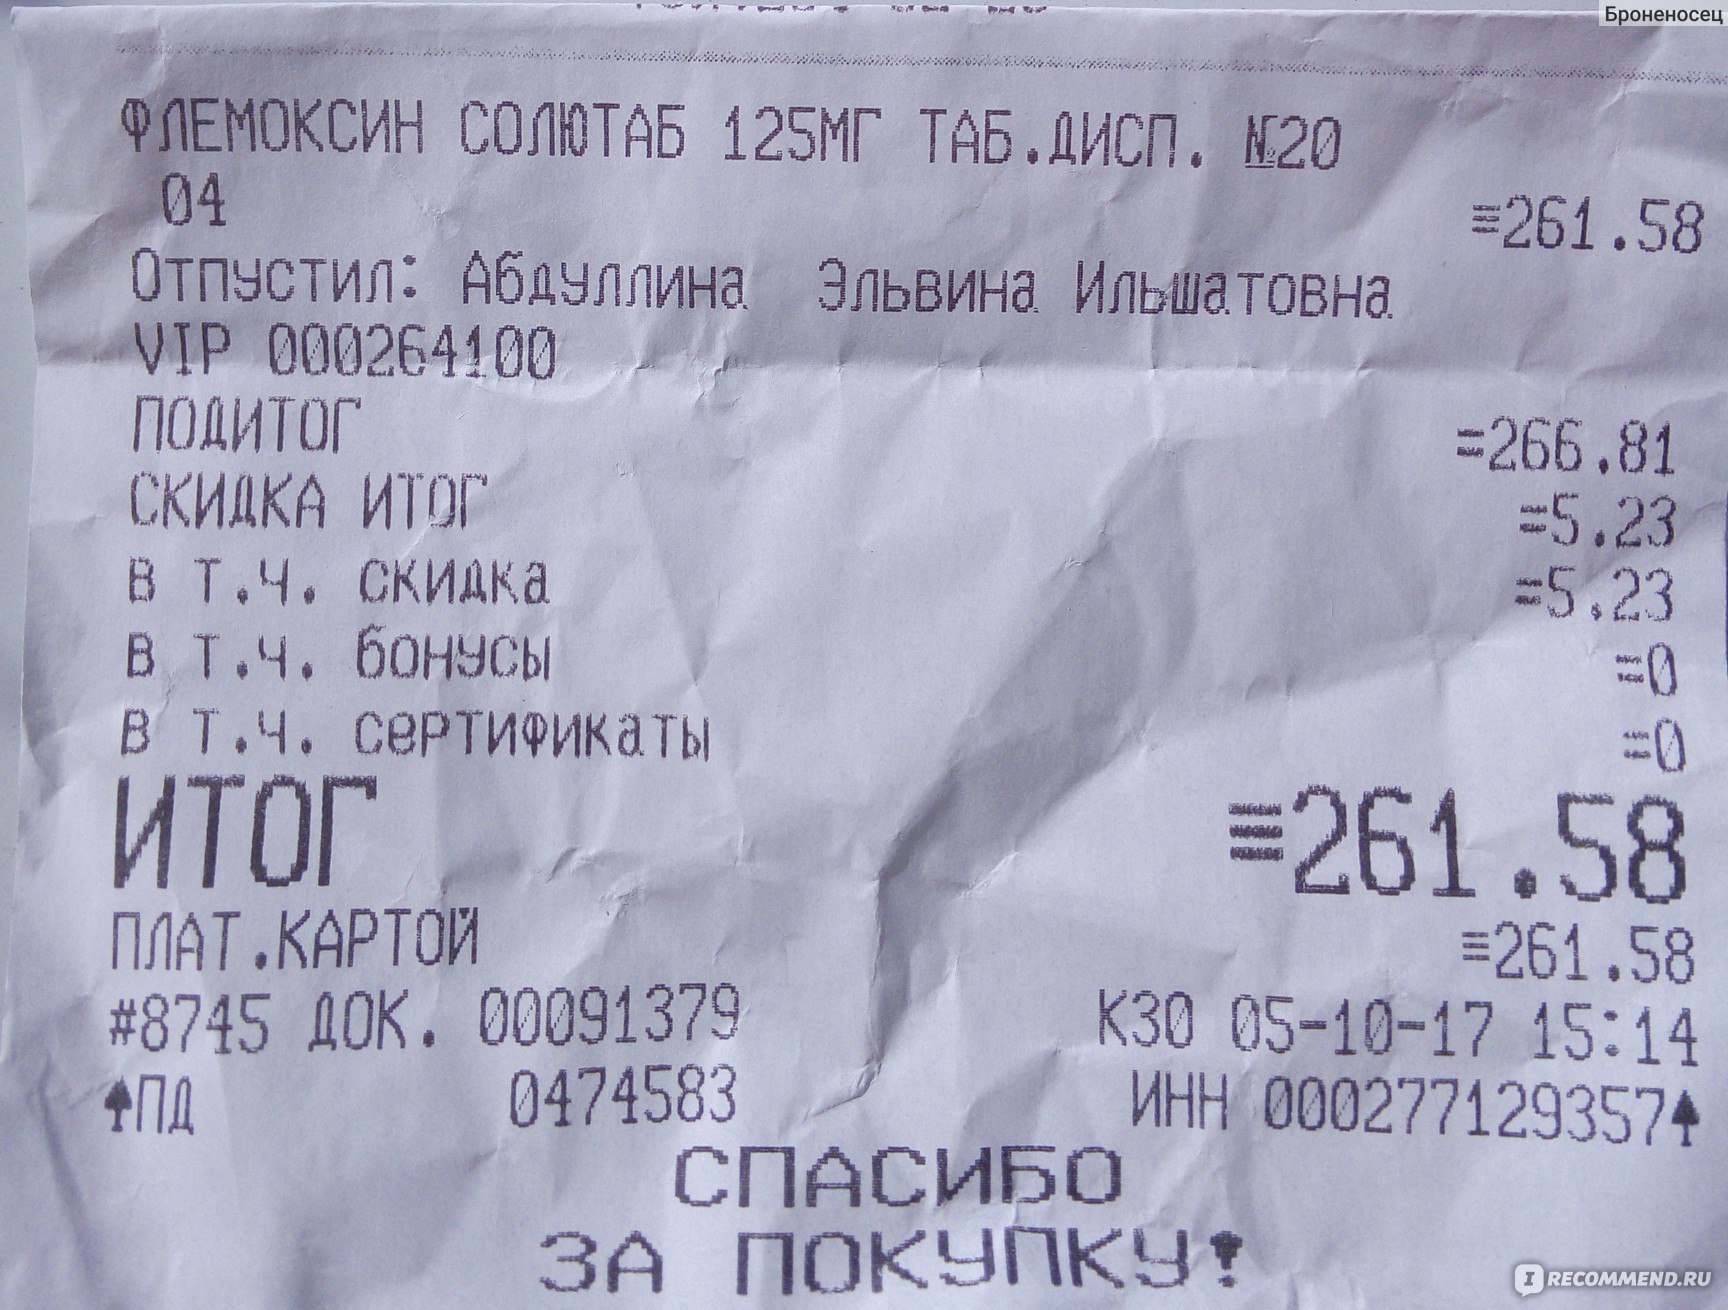 Броненосец
ФЛЕМОКСИН СОЛЮТАБ 125МГ ТАБ.ДИСП. №20
04 ≡261.58
Отпустил: Абдуллина Эльвина Ильшатовна
VIP 000264100
ПОДИТОГ =266.81
СКИДКА ИТОГ =5.23
в т.ч. скидка =5.23
в т.ч. бонусы =0
в т.ч. сертификаты =0
ИТОГ ≡261.58
ПЛАТ.КАРТОЙ ≡261.58
#8745 ДОК. 00091379 К30 05-10-17 15:14
ПД 0474583 ИНН 000277129357
СПАСИБО
ЗА ПОКУПКУ!
IRECOMMEND.RU